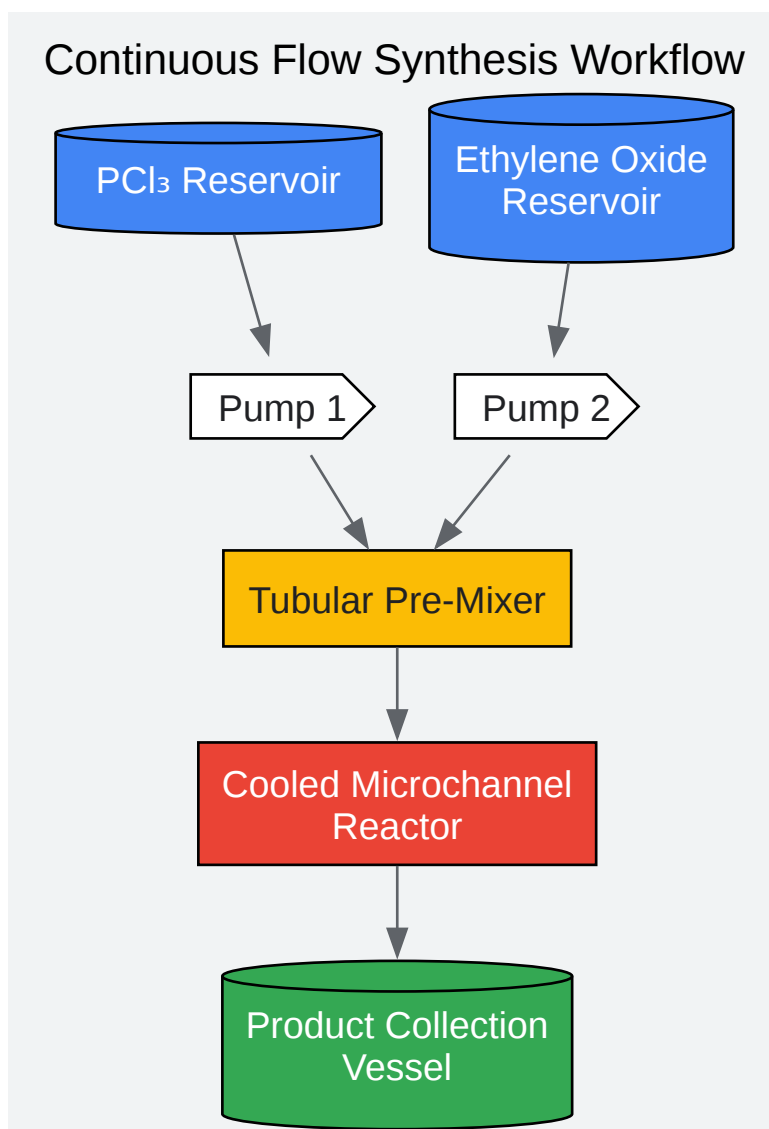 Continuous Flow Synthesis Workflow
PCl₃ Reservoir
Ethylene Oxide
Reservoir
Pump 1
Pump 2
Tubular Pre-Mixer
Cooled Microchannel
Reactor
Product Collection
Vessel